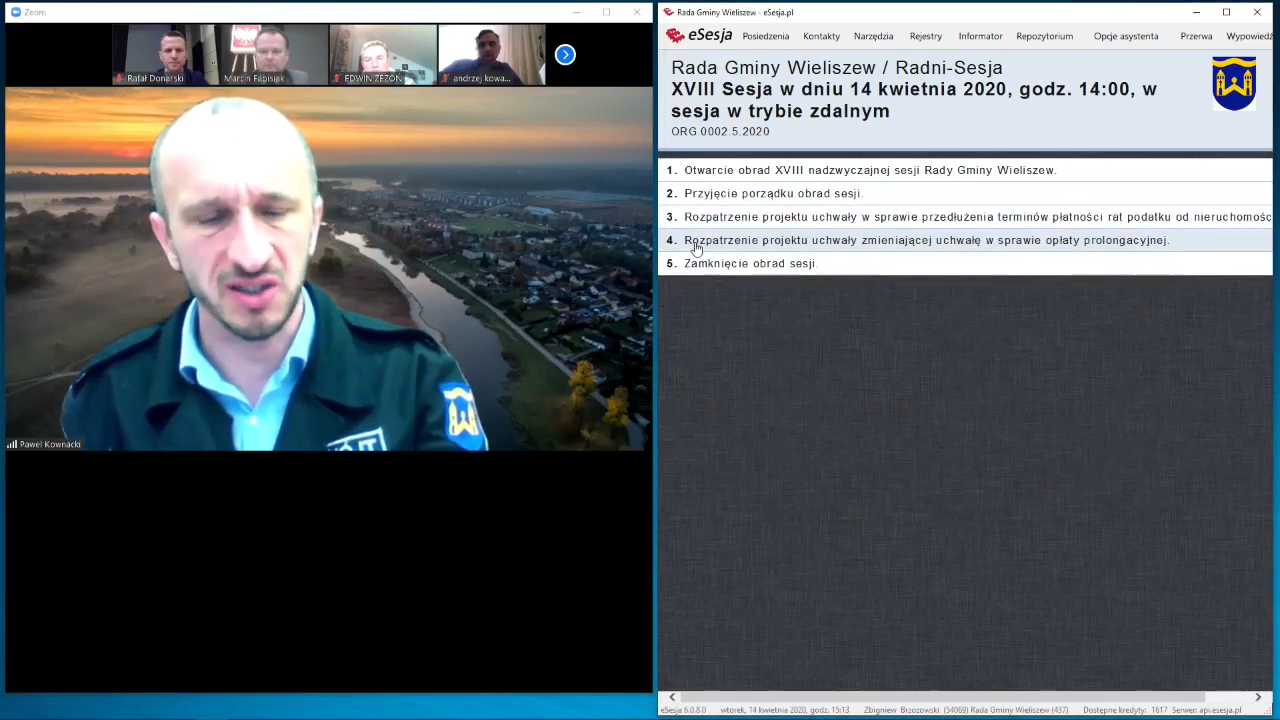 Zoom
Rafał Donerski
Marcin Fabisiak
EDWIN ZEZOŃ
andrzej kowa...
Paweł Kownacki
Rada Gminy Wieliszew - eSesja.pl
eSesja Posiedzenia Kontakty Narzędzia Rejestry Informator Repozytorium Opcje asystenta Przerwa Wypowiedź
Rada Gminy Wieliszew / Radni-Sesja
XVIII Sesja w dniu 14 kwietnia 2020, godz. 14:00, w
sesja w trybie zdalnym
ORG.0002.5.2020
1. Otwarcie obrad XVIII nadzwyczajnej sesji Rady Gminy Wieliszew.
2. Przyjęcie porządku obrad sesji.
3. Rozpatrzenie projektu uchwały w sprawie przedłużenia terminów płatności rat podatku od nieruchomośc
4. Rozpatrzenie projektu uchwały zmieniającej uchwałę w sprawie opłaty prolongacyjnej.
5. Zamknięcie obrad sesji.
eSesja 6.0.8.0 wtorek, 14 kwietnia 2020, godz. 15:13 Zbigniew Brzozowski (54069) Rada Gminy Wieliszew (437) Dostępne kredyty: 1617 Serwer: api.esesja.pl